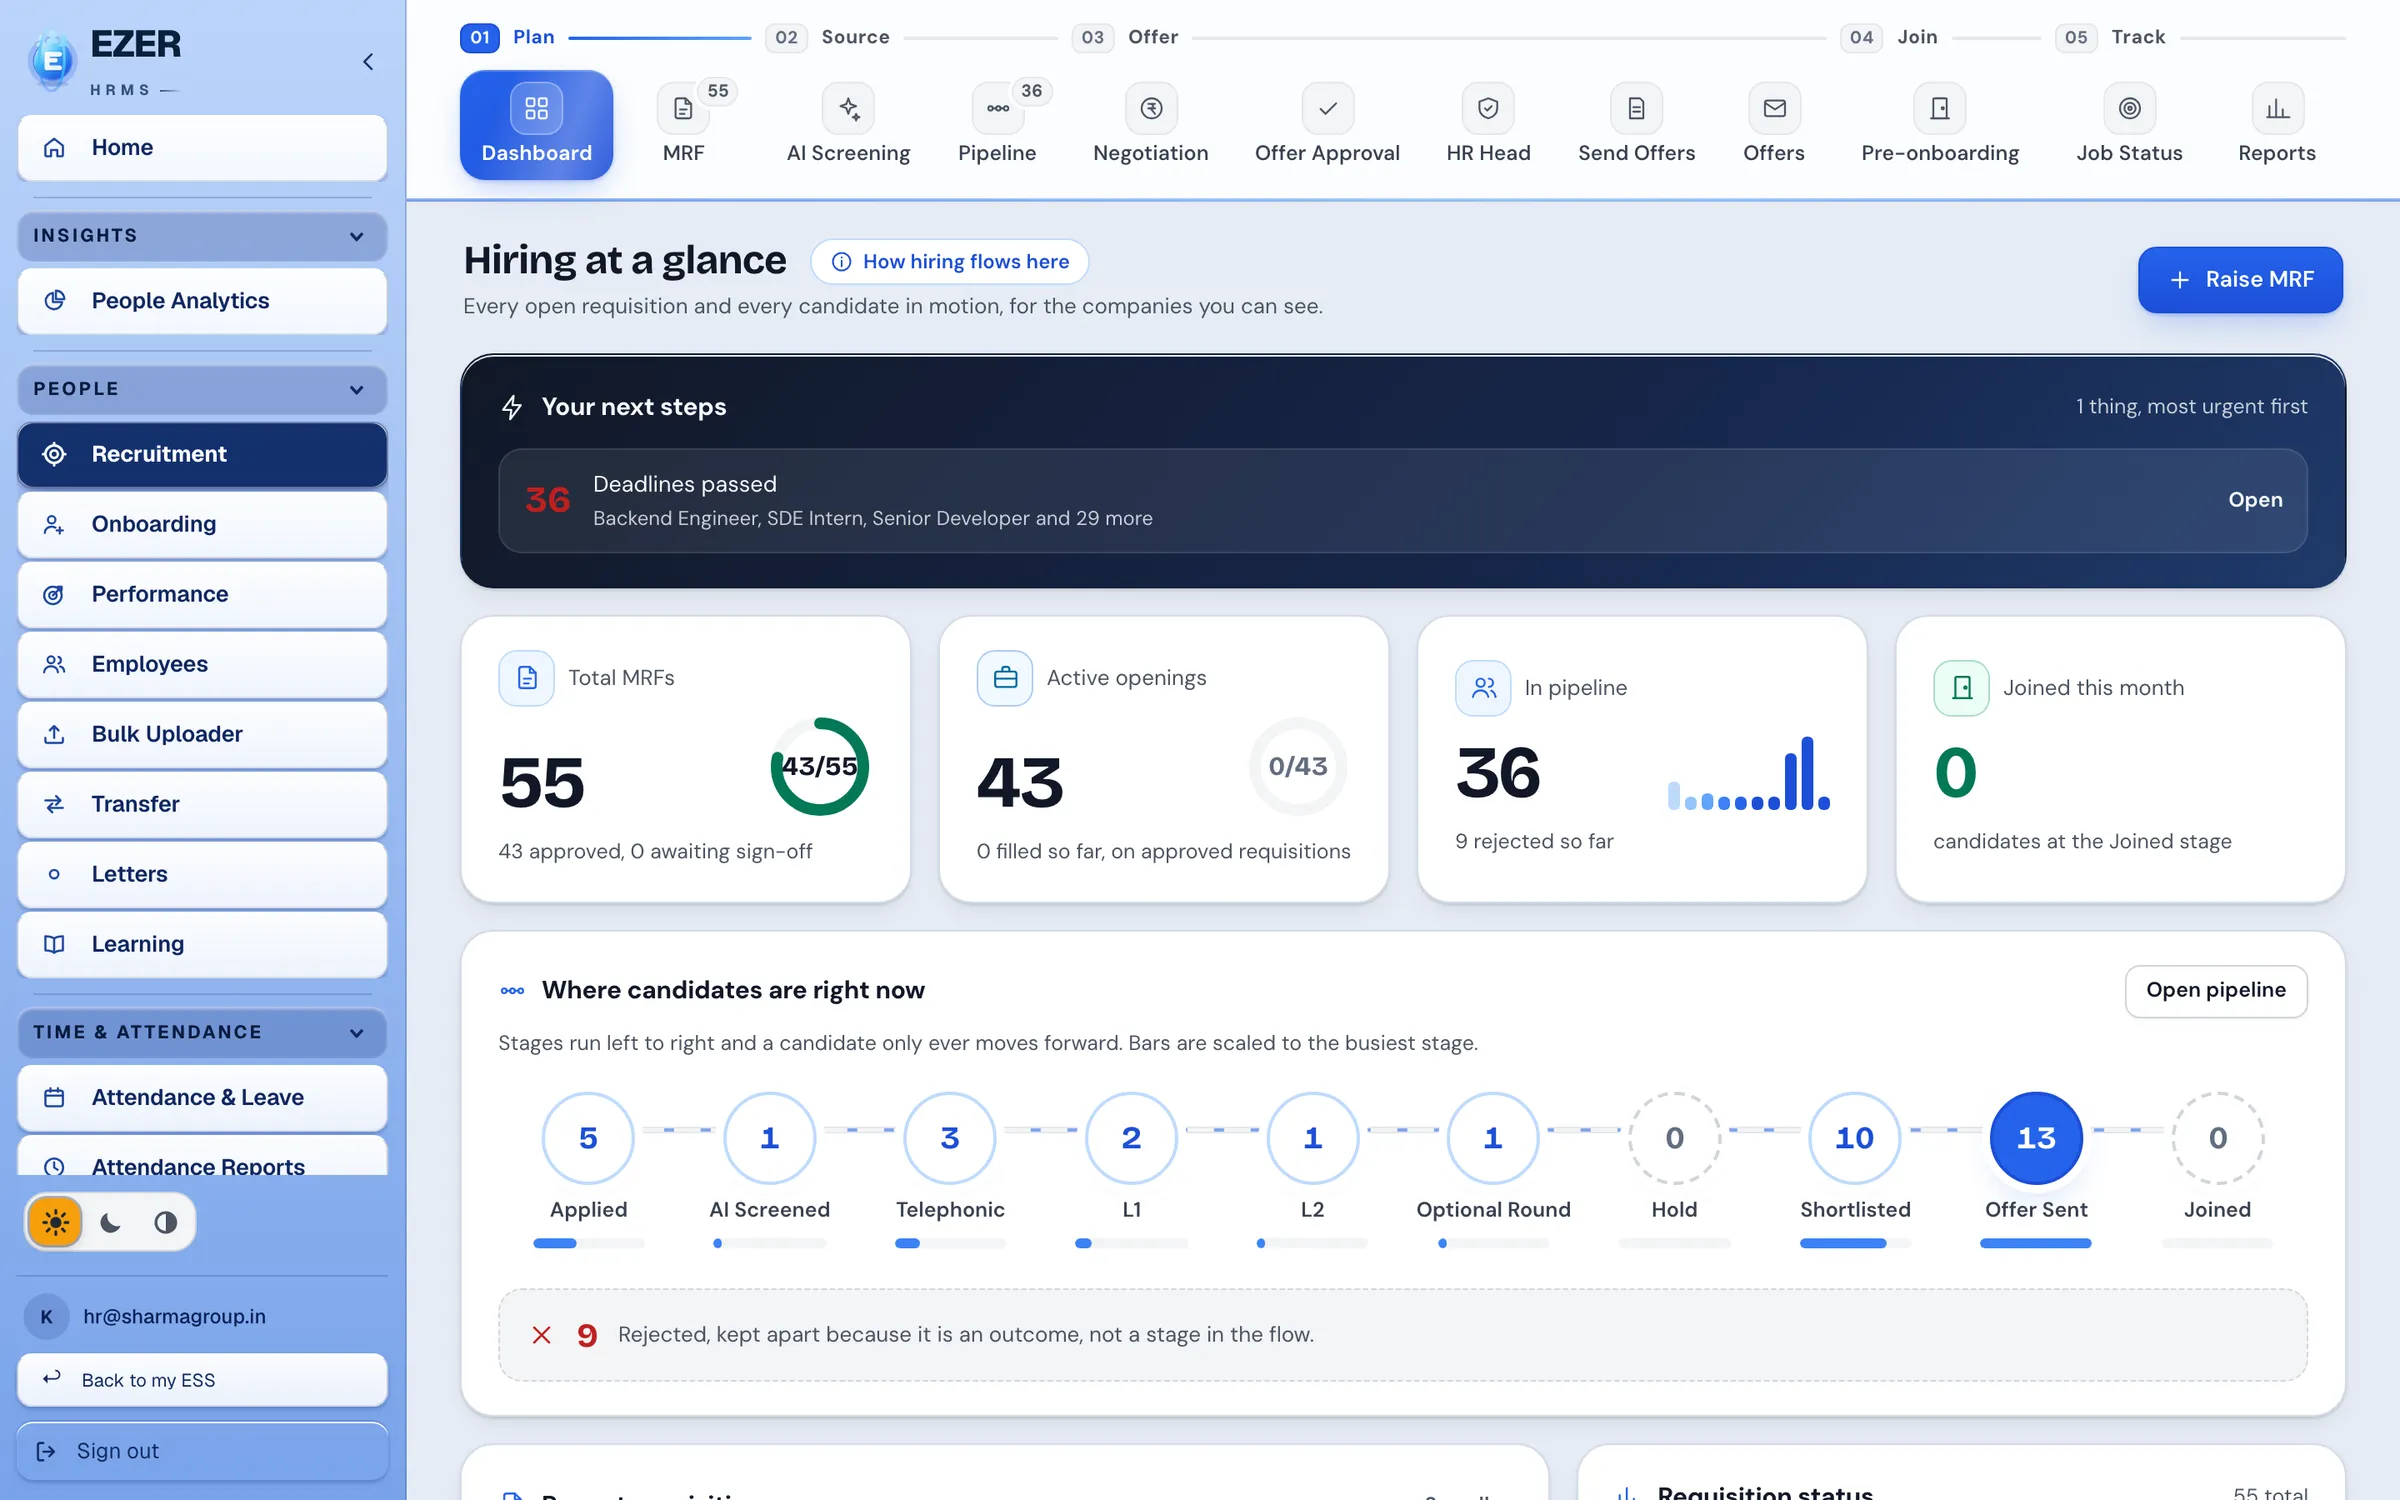 EZER
HRMS
Home
INSIGHTS
People Analytics
PEOPLE
Recruitment
Onboarding
Performance
Employees
Bulk Uploader
Transfer
Letters
Learning
TIME & ATTENDANCE
Attendance & Leave
Attendance Reports
K
hr@sharmagroup.in
Back to my ESS
Sign out
01 Plan
02 Source
03 Offer
04 Join
05 Track
Dashboard
55
MRF
AI Screening
36
Pipeline
Negotiation
Offer Approval
HR Head
Send Offers
Offers
Pre-onboarding
Job Status
Reports
Hiring at a glance
How hiring flows here
Every open requisition and every candidate in motion, for the companies you can see.
+ Raise MRF
Your next steps
1 thing, most urgent first
36
Deadlines passed
Backend Engineer, SDE Intern, Senior Developer and 29 more
Open
Total MRFs
55
43/55
43 approved, 0 awaiting sign-off
Active openings
43
0/43
0 filled so far, on approved requisitions
In pipeline
36
9 rejected so far
Joined this month
0
candidates at the Joined stage
Where candidates are right now
Open pipeline
Stages run left to right and a candidate only ever moves forward. Bars are scaled to the busiest stage.
5
Applied
1
AI Screened
3
Telephonic
2
L1
1
L2
1
Optional Round
0
Hold
10
Shortlisted
13
Offer Sent
0
Joined
9 Rejected, kept apart because it is an outcome, not a stage in the flow.
Requisition status
55 total